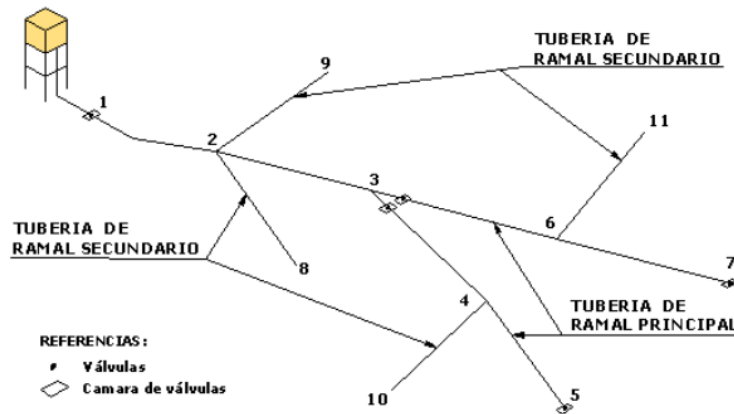 TUBERIA DE
RAMAL SECUNDARIO
9
1
11
2
3
TUBERIA DE
RAMAL SECUNDARIO
6
7
8
4
TUBERIA DE
RAMAL PRINCIPAL
REFERENCIAS:
Válvulas
Camara de válvulas
10
5